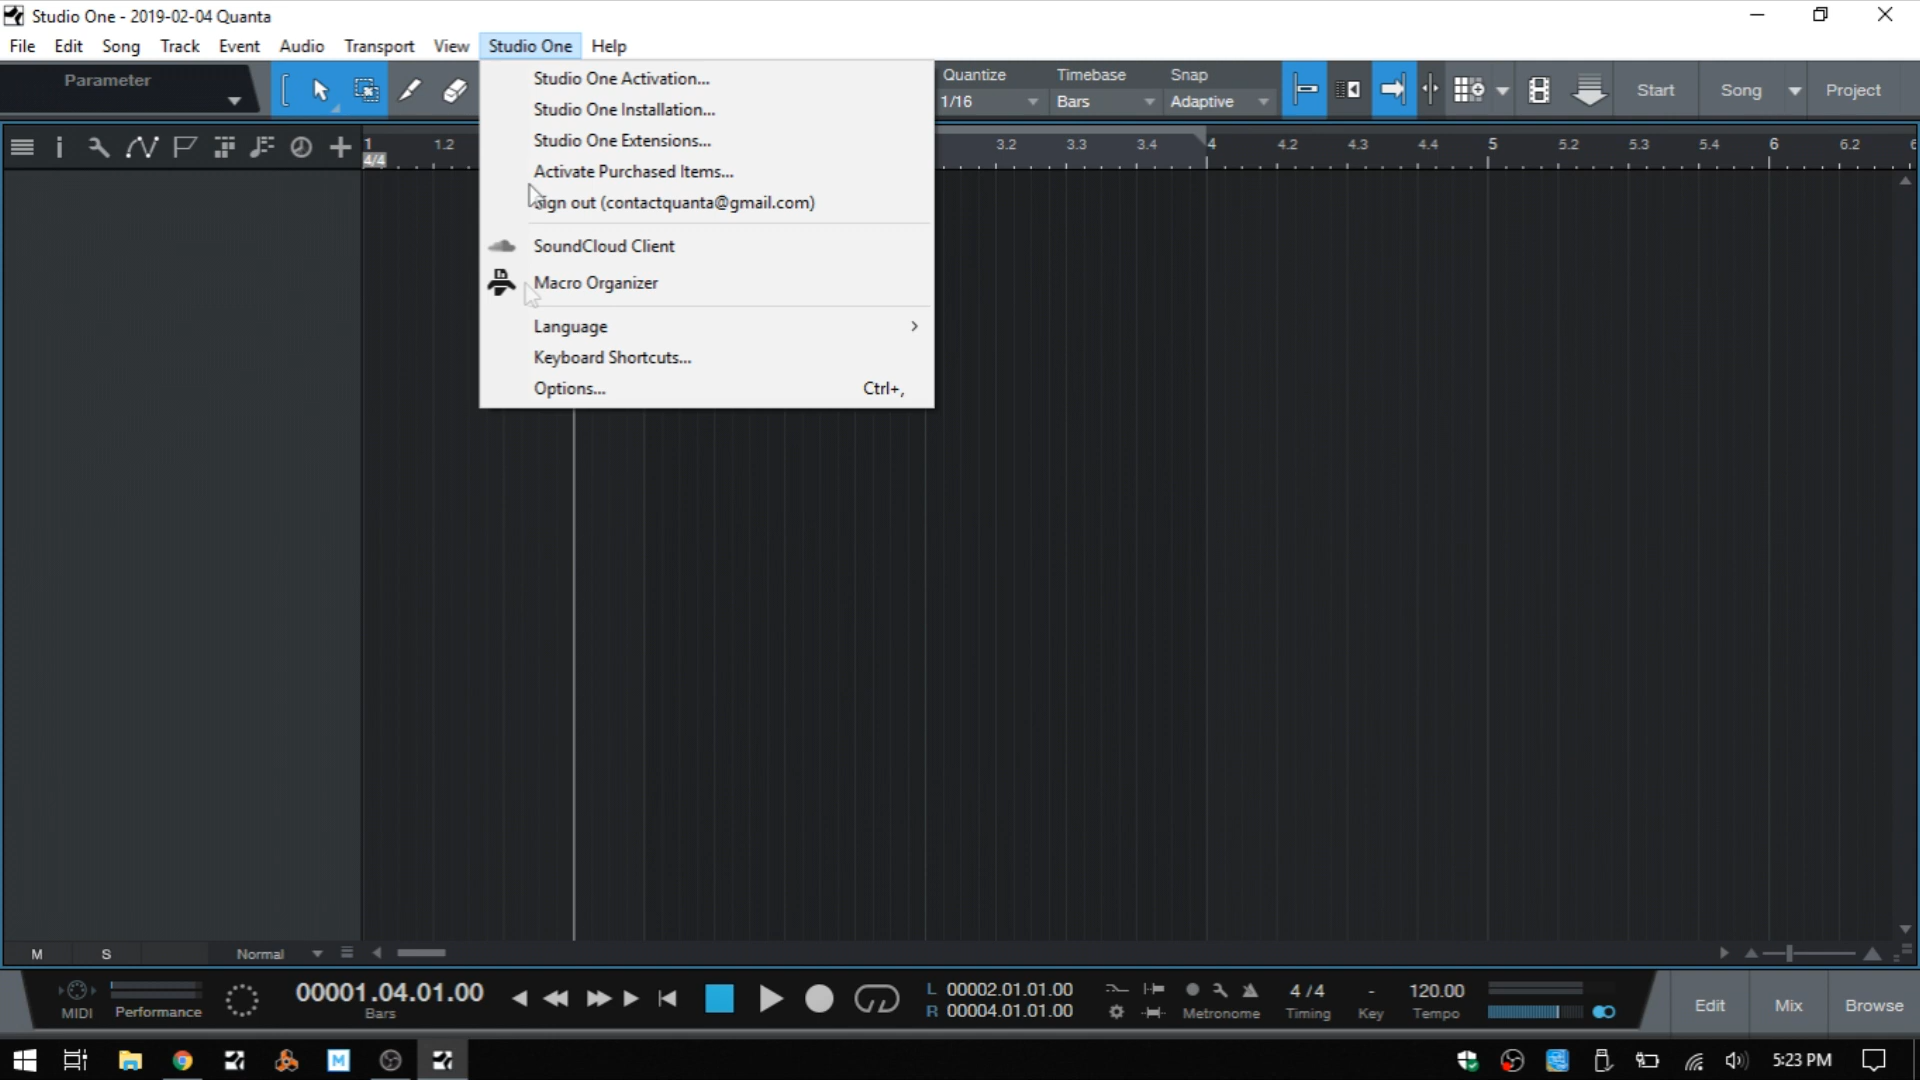 Studio One - 2019-02-04 Quanta
File Edit Song Track Event Audio Transport View Studio One Help
Parameter
Quantize Timebase Snap
1/16 Bars Adaptive
Start Song Project
Studio One Activation...
Studio One Installation...
Studio One Extensions...
Activate Purchased Items...
Sign out (contactquanta@gmail.com)
SoundCloud Client
Macro Organizer
Language
Keyboard Shortcuts...
Options... Ctrl+,
1 1.2 3.2 3.3 3.4 4 4.2 4.3 4.4 5 5.2 5.3 5.4 6 6.2
4/4
M S Normal
MIDI Performance
00001.04.01.00
Bars
L 00002.01.01.00
R 00004.01.01.00
Metronome
4 / 4 - 120.00
Timing Key Tempo
Edit Mix Browse
5:23 PM